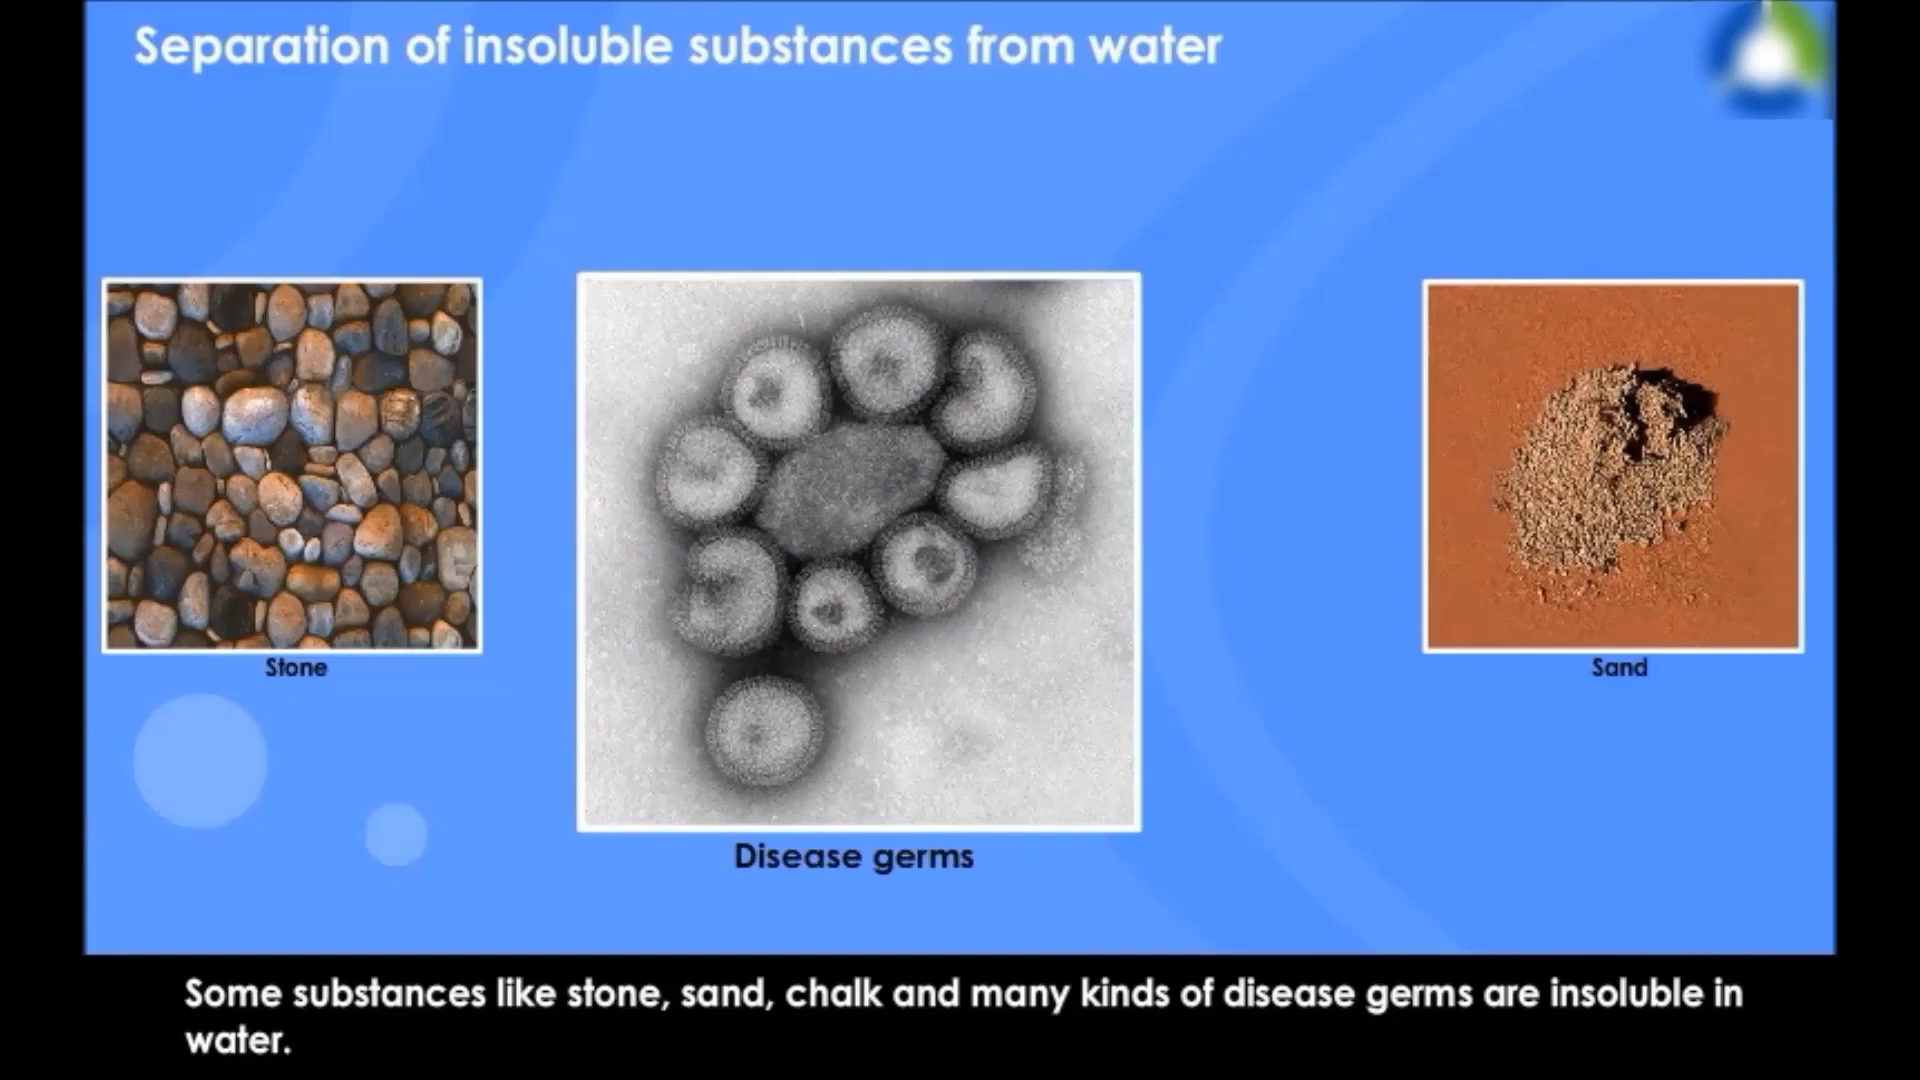 Separation of insoluble substances from water
Stone
Disease germs
Sand
Some substances like stone, sand, chalk and many kinds of disease germs are insoluble in
water.